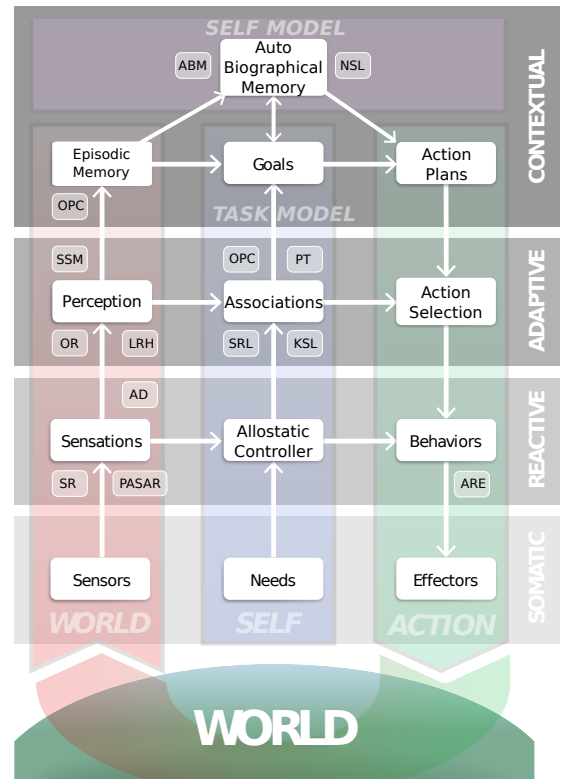 SELF MODEL
ABM
Auto
Biographical
Memory
NSL
CONTEXTUAL
Episodic
Memory
Goals
Action
Plans
OPC
TASK MODEL
SSM
OPC
PT
ADAPTIVE
Perception
Associations
Action
Selection
OR
LRH
SRL
KSL
AD
REACTIVE
Sensations
Allostatic
Controller
Behaviors
SR
PASAR
ARE
SOMATIC
Sensors
Needs
Effectors
WORLD
SELF
ACTION
WORLD